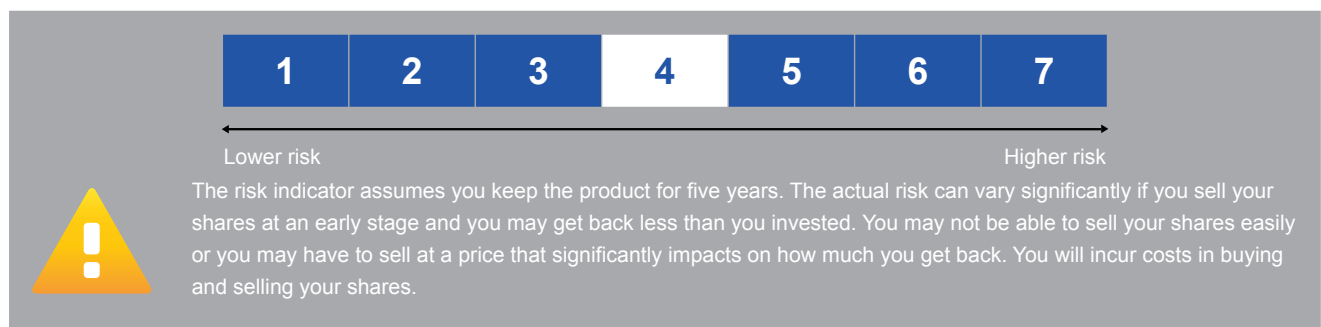 1 2 3 4 5 6 7
Lower risk Higher risk
The risk indicator assumes you keep the product for five years. The actual risk can vary significantly if you sell your
shares at an early stage and you may get back less than you invested. You may not be able to sell your shares easily
or you may have to sell at a price that significantly impacts on how much you get back. You will incur costs in buying
and selling your shares.